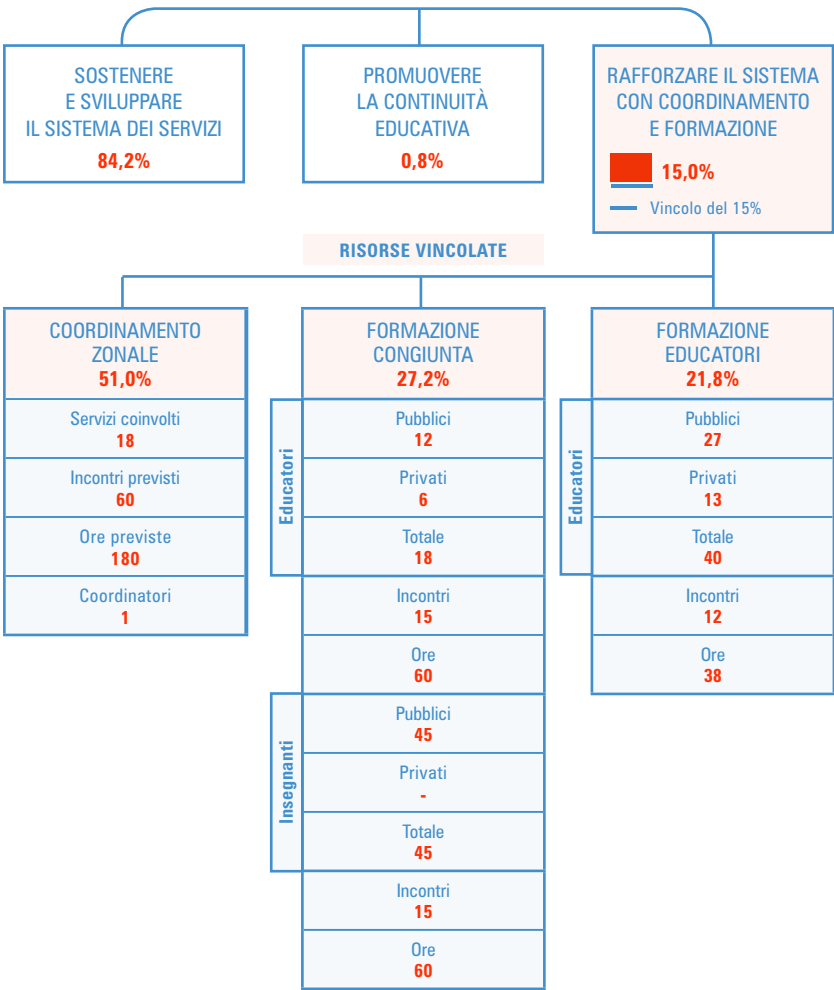 SOSTENERE
E SVILUPPARE
IL SISTEMA DEI SERVIZI
84,2%
PROMUOVERE
LA CONTINUITÀ
EDUCATIVA
0,8%
RAFFORZARE IL SISTEMA
CON COORDINAMENTO
E FORMAZIONE
15,0%
Vincolo del 15%
RISORSE VINCOLATE
COORDINAMENTO
ZONALE
51,0%
Servizi coinvolti
18
Incontri previsti
60
Ore previste
180
Coordinatori
1
FORMAZIONE
CONGIUNTA
27,2%
Educatori
Pubblici
12
Privati
6
Totale
18
Incontri
15
Ore
60
Insegnanti
Pubblici
45
Privati
-
Totale
45
Incontri
15
Ore
60
FORMAZIONE
EDUCATORI
21,8%
Educatori
Pubblici
27
Privati
13
Totale
40
Incontri
12
Ore
38